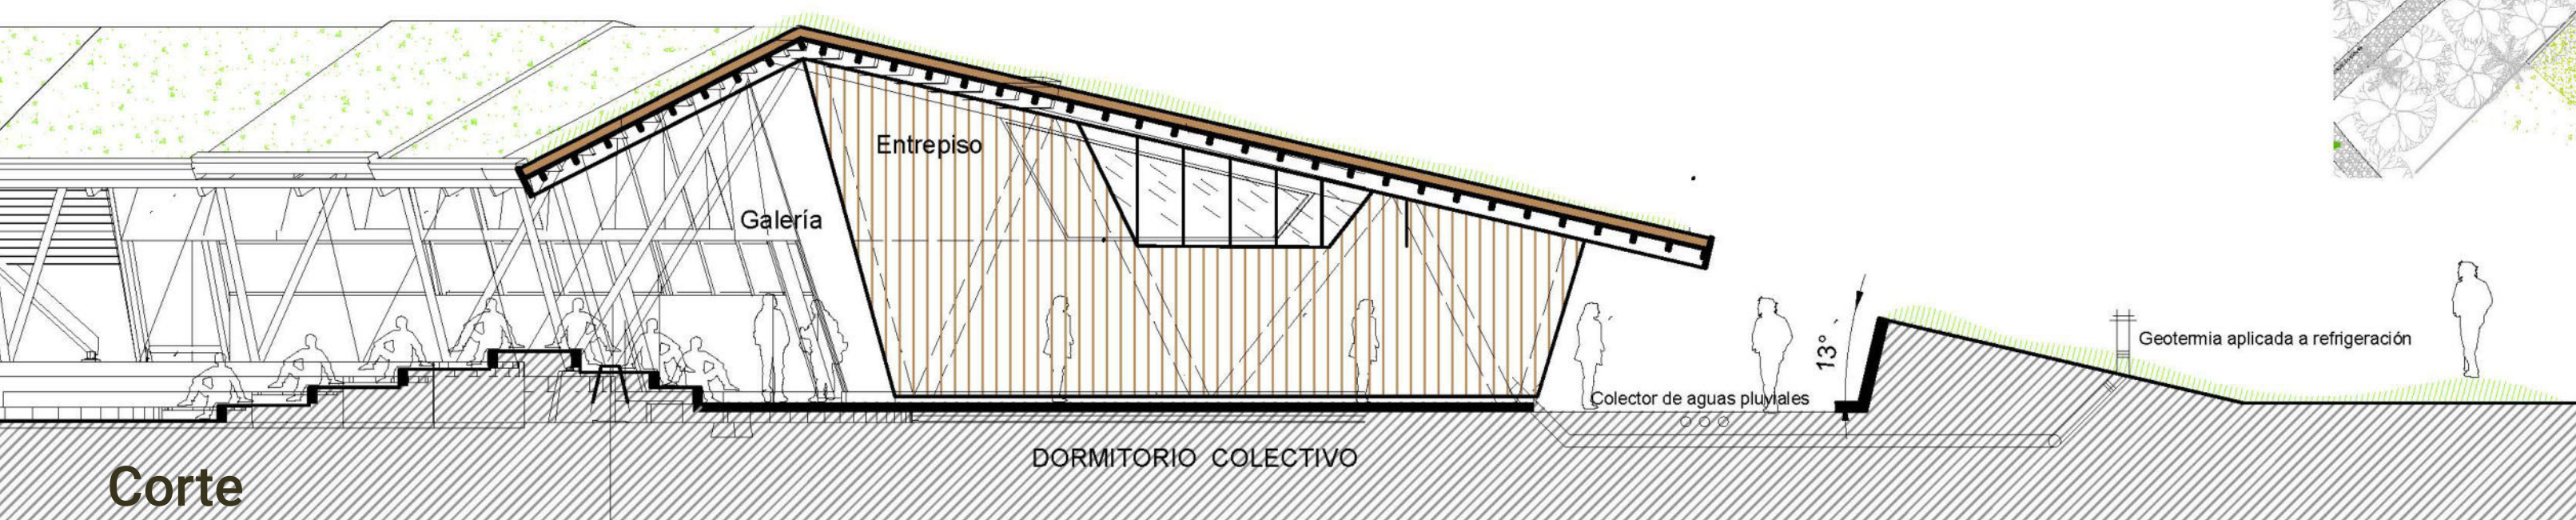 Entrepiso
Galería
Geotermia aplicada a refrigeración
13°
Colector de aguas pluviales
DORMITORIO COLECTIVO
Corte